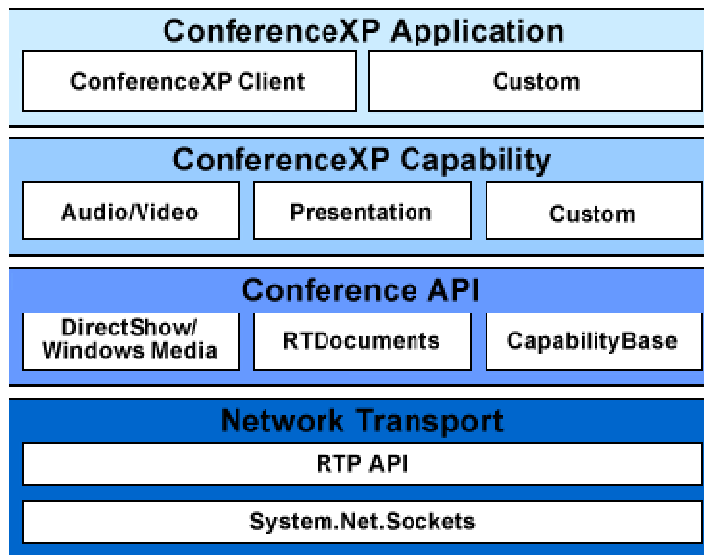 ConferenceXP Application
ConferenceXP Client
Custom
ConferenceXP Capability
Audio/Video
Presentation
Custom
Conference API
DirectShow/
Windows Media
RTDocuments
CapabilityBase
Network Transport
RTP API
System.Net.Sockets